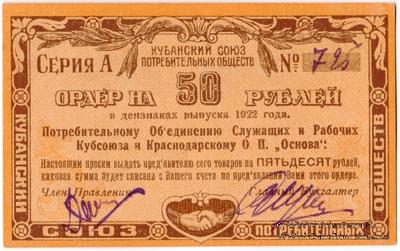 КУБАНСКИЙ СОЮЗ
ПОТРЕБИТЕЛЬНЫХ ОБЩЕСТВ
СЕРИЯ А
№ 725
ОРДЕР НА 50 РУБЛЕЙ
в дензнаках выпуска 1922 года.
Потребительному Об'единению Служащих и Рабочих
Кубсоюза и Краснодарскому О. П. „Основа":
Настоящим просим выдать пред'явителю сего товаров на ПЯТЬДЕСЯТ рублей,
каковая сумма будет списана с Вашего счета по пред'явлении Вами этого ордера.
Член Правления
Главный Бухгалтер
КУБАНСКИЙ
СОЮЗ
ПОТРЕБИТЕЛЬНЫХ
ОБЩЕСТВ